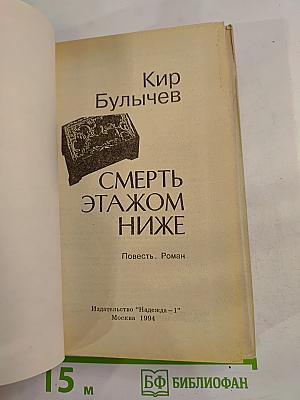 Кир
Булычев
СМЕРТЬ
ЭТАЖОМ
НИЖЕ
Повесть. Роман
Издательство "Надежда-1"
Москва 1994
15 м
БФ БИБЛИОФАН